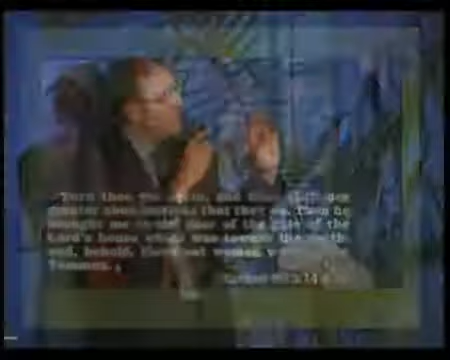 Turn thee yet again, and thou shalt see
greater abominations that they do. Then he
brought me to the door of the gate of the
Lord's house which was toward the north;
and, behold, there sat women weeping for
Tammuz.